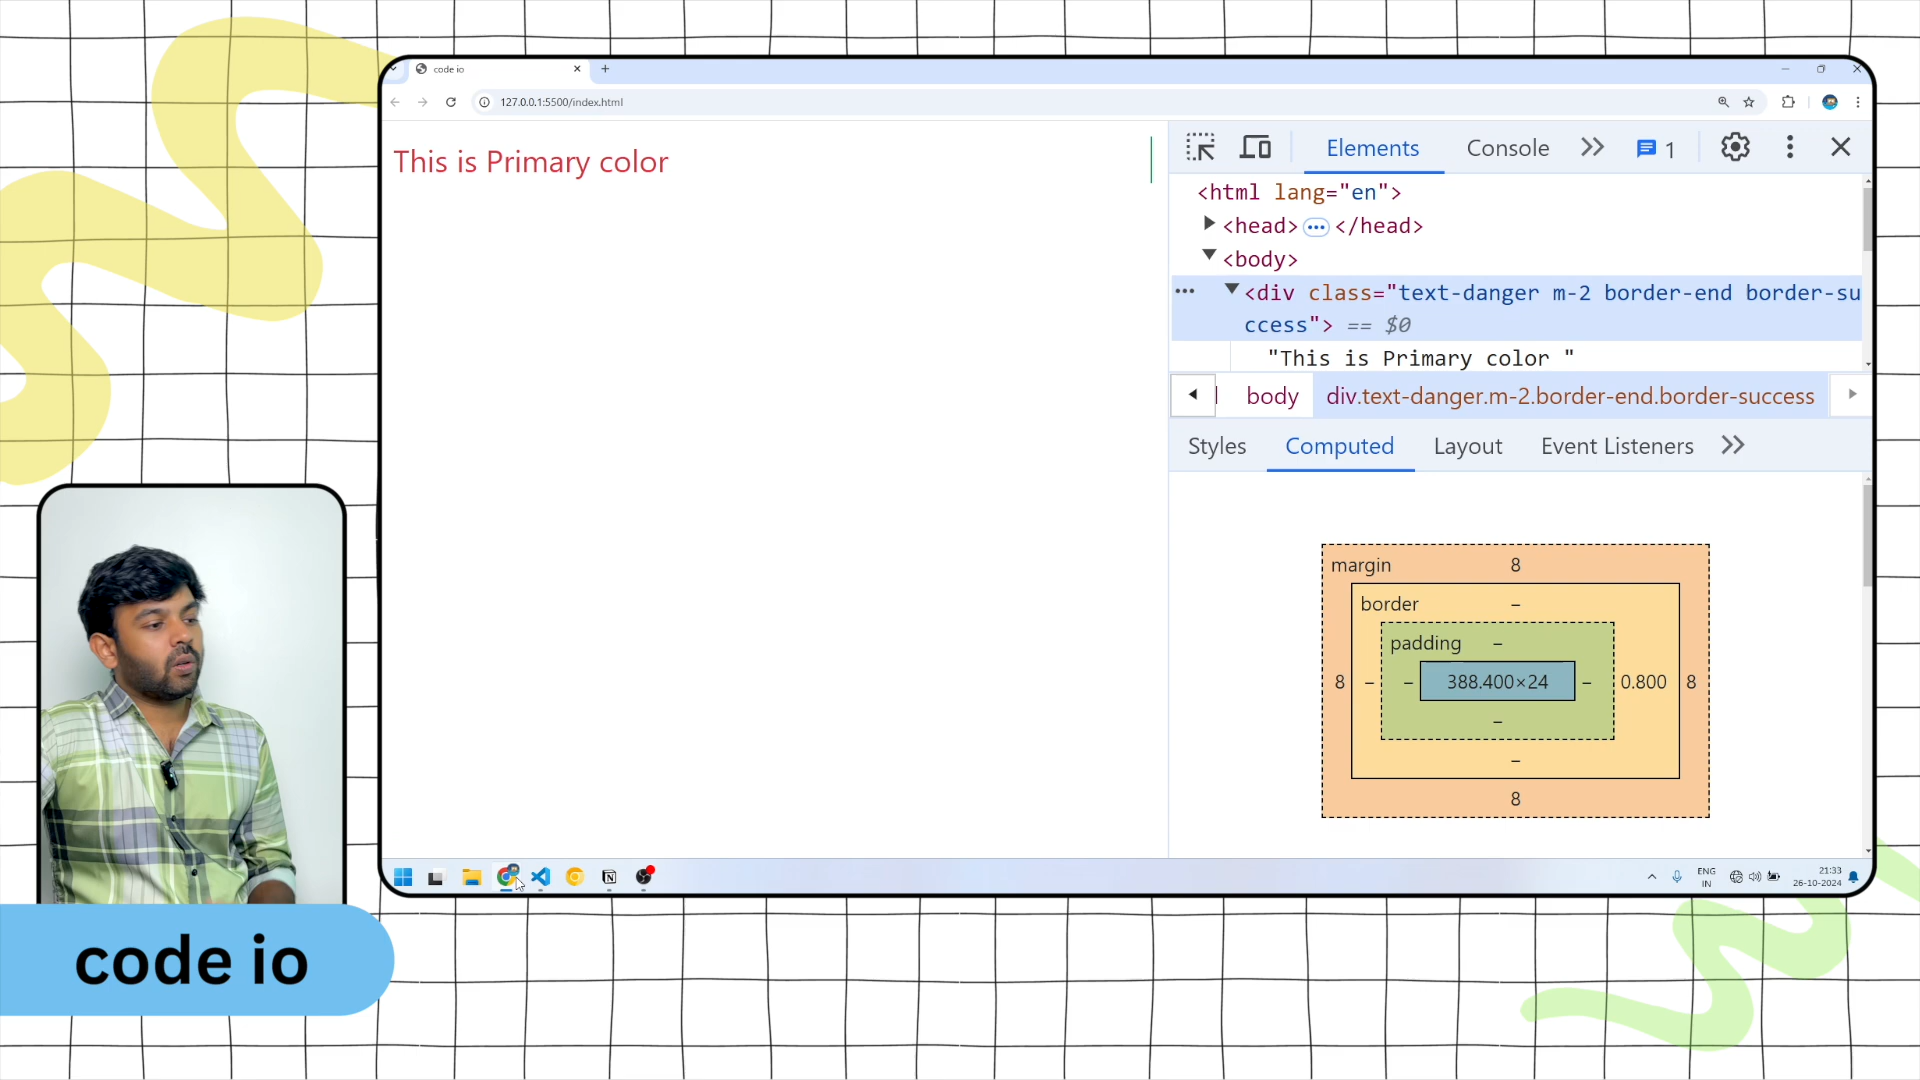 code io
127.0.0.1:5500/index.html
This is Primary color
Elements
Console
1
<html lang="en">
<head> ••• </head>
<body>
••• <div class="text-danger m-2 border-end border-su
ccess"> == $0
"This is Primary color "
body
div.text-danger.m-2.border-end.border-success
Styles
Computed
Layout
Event Listeners
margin
8
border
–
padding
–
8
–
–
388.400×24
–
0.800
8
–
–
8
ENG
IN
21:33
26-10-2024
code io